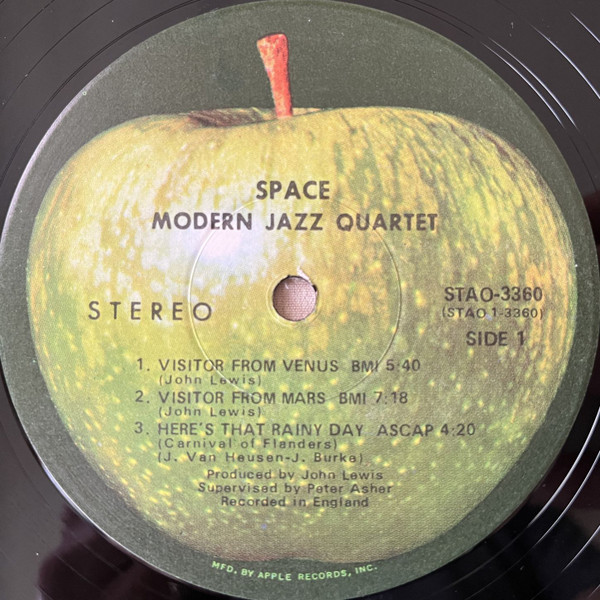 SPACE
MODERN JAZZ QUARTET
STEREO
STAO-3360
(STAO 1-3360)
SIDE 1
1. VISITOR FROM VENUS BMI 5:40
(John Lewis)
2. VISITOR FROM MARS BMI 7:18
(John Lewis)
3. HERE'S THAT RAINY DAY ASCAP 4:20
(Carnival of Flanders)
(J. Van Heusen-J. Burke)
Produced by John Lewis
Supervised by Peter Asher
Recorded in England
MFD. BY APPLE RECORDS, INC.